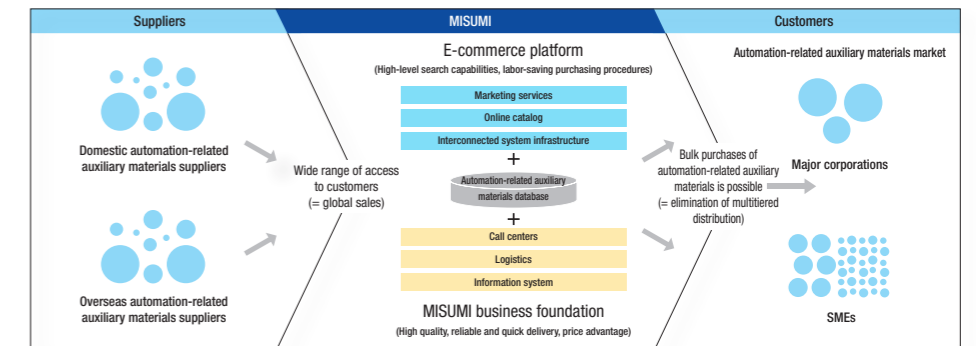 Suppliers
MISUMI
Customers
Domestic automation-related
auxiliary materials suppliers
Overseas automation-related
auxiliary materials suppliers
Wide range of access
to customers
(= global sales)
E-commerce platform
(High-level search capabilities, labor-saving purchasing procedures)
Marketing services
Online catalog
Interconnected system infrastructure
+
Automation-related auxiliary
materials database
+
Call centers
Logistics
Information system
MISUMI business foundation
(High quality, reliable and quick delivery, price advantage)
Bulk purchases of
automation-related auxiliary
materials is possible
(= elimination of multitiered
distribution)
Automation-related auxiliary materials market
Major corporations
SMEs